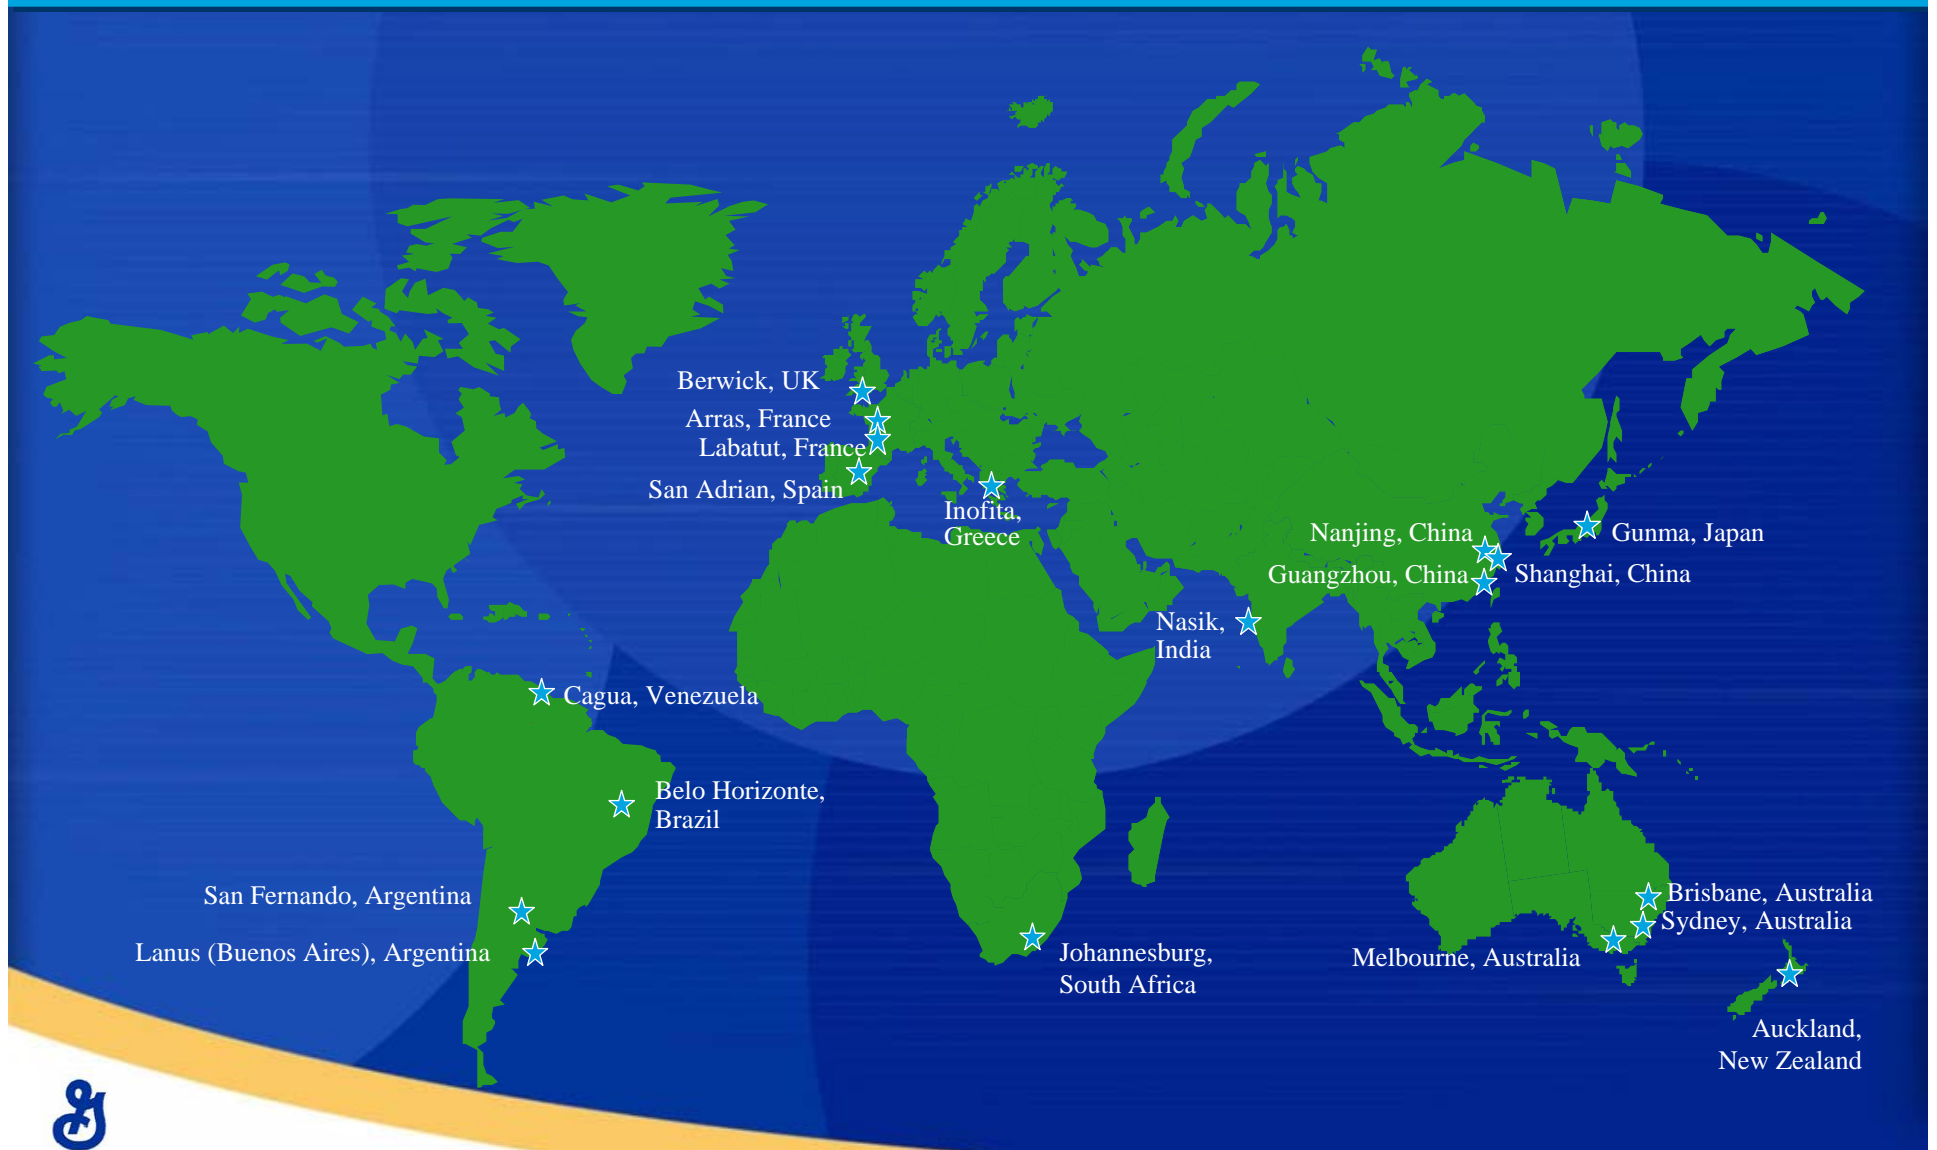 Berwick, UK
Arras, France
Labatut, France
San Adrian, Spain
Inofita,
Greece
Nanjing, China
Gunma, Japan
Guangzhou, China
Shanghai, China
Nasik,
India
Cagua, Venezuela
Belo Horizonte,
Brazil
San Fernando, Argentina
Lanus (Buenos Aires), Argentina
Johannesburg,
South Africa
Brisbane, Australia
Sydney, Australia
Melbourne, Australia
Auckland,
New Zealand
G